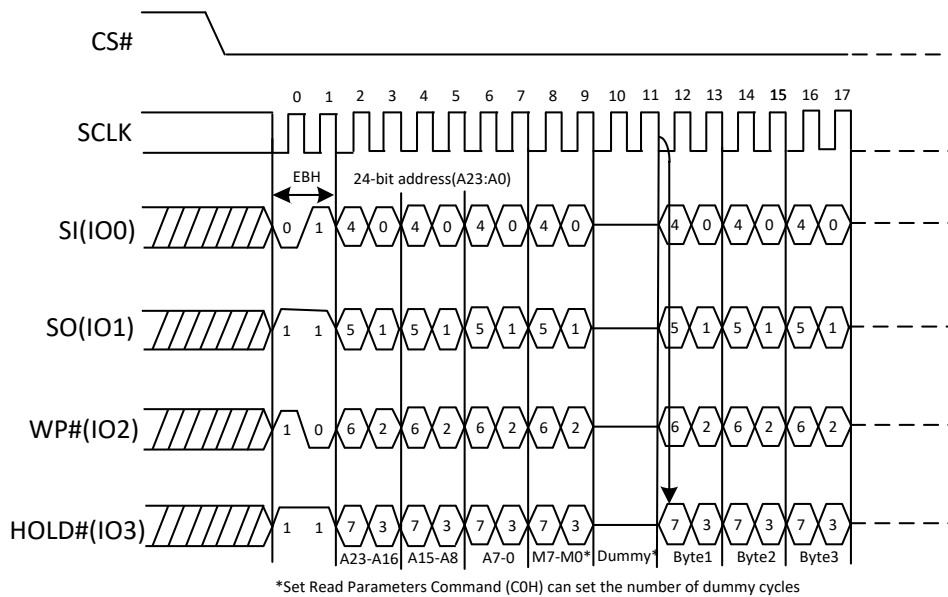 CS#
0 1 2 3 4 5 6 7 8 9 10 11 12 13 14 15 16 17
SCLK
EBH 24-bit address(A23:A0)
SI(IO0) 0 1 4 0 4 0 4 0 4 0 4 0 4 0 4 0
SO(IO1) 1 1 5 1 5 1 5 1 5 1 5 1 5 1 5 1
WP#(IO2) 1 0 6 2 6 2 6 2 6 2 6 2 6 2 6 2
HOLD#(IO3) 1 1 7 3 7 3 7 3 7 3 7 3 7 3 7 3
A23-A16 A15-A8 A7-0 M7-M0* Dummy* Byte1 Byte2 Byte3
*Set Read Parameters Command (C0H) can set the number of dummy cycles